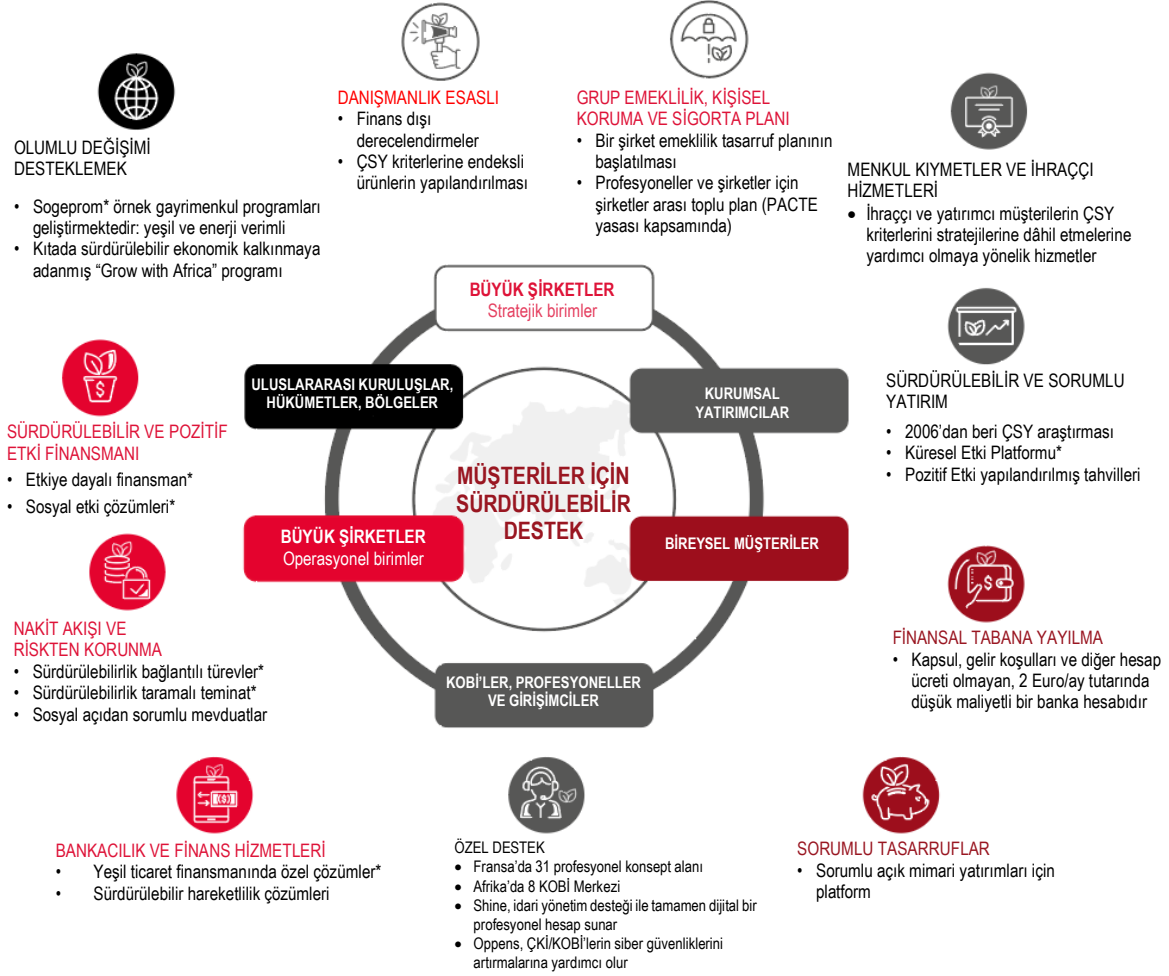 OLUMLU DEĞİŞİMİ
DESTEKLEMEK
• Sogeprom* örnek gayrimenkul programları
geliştirmektedir: yeşil ve enerji verimli
• Kıtada sürdürülebilir ekonomik kalkınmaya
adanmış “Grow with Africa” programı
DANIŞMANLIK ESASLI
• Finans dışı
derecelendirmeler
• ÇSY kriterlerine endeksli
ürünlerin yapılandırılması
GRUP EMEKLİLİK, KİŞİSEL
KORUMA VE SİGORTA PLANI
• Bir şirket emeklilik tasarruf planının
başlatılması
• Profesyoneller ve şirketler için
şirketler arası toplu plan (PACTE
yasası kapsamında)
MENKUL KIYMETLER VE İHRAÇÇI
HİZMETLERİ
• İhraççı ve yatırımcı müşterilerin ÇSY
kriterlerini stratejilerine dâhil etmelerine
yardımcı olmaya yönelik hizmetler
BÜYÜK ŞİRKETLER
Stratejik birimler
ULUSLARARASI KURULUŞLAR,
HÜKÜMETLER, BÖLGELER
KURUMSAL
YATIRIMCILAR
SÜRDÜRÜLEBİLİR VE SORUMLU
YATIRIM
• 2006’dan beri ÇSY araştırması
• Küresel Etki Platformu*
• Pozitif Etki yapılandırılmış tahvilleri
SÜRDÜRÜLEBİLİR VE POZİTİF
ETKİ FİNANSMANI
• Etkiye dayalı finansman*
• Sosyal etki çözümleri*
MÜŞTERİLER İÇİN
SÜRDÜRÜLEBİLİR
DESTEK
BÜYÜK ŞİRKETLER
Operasyonel birimler
BİREYSEL MÜŞTERİLER
NAKİT AKIŞI VE
RİSKTEN KORUNMA
• Sürdürülebilirlik bağlantılı türevler*
• Sürdürülebilirlik taramalı teminat*
• Sosyal açıdan sorumlu mevduatlar
FİNANSAL TABANA YAYILMA
• Kapsul, gelir koşulları ve diğer hesap
ücreti olmayan, 2 Euro/ay tutarında
düşük maliyetli bir banka hesabıdır
KOBİ’LER, PROFESYONELLER
VE GİRİŞİMCİLER
BANKACILIK VE FİNANS HİZMETLERİ
• Yeşil ticaret finansmanında özel çözümler*
• Sürdürülebilir hareketlilik çözümleri
ÖZEL DESTEK
• Fransa’da 31 profesyonel konsept alanı
• Afrika’da 8 KOBİ Merkezi
• Shine, idari yönetim desteği ile tamamen dijital bir
profesyonel hesap sunar
• Oppens, ÇKİ/KOBİ’lerin siber güvenliklerini
artırmalarına yardımcı olur
SORUMLU TASARRUFLAR
• Sorumlu açık mimari yatırımları için
platform